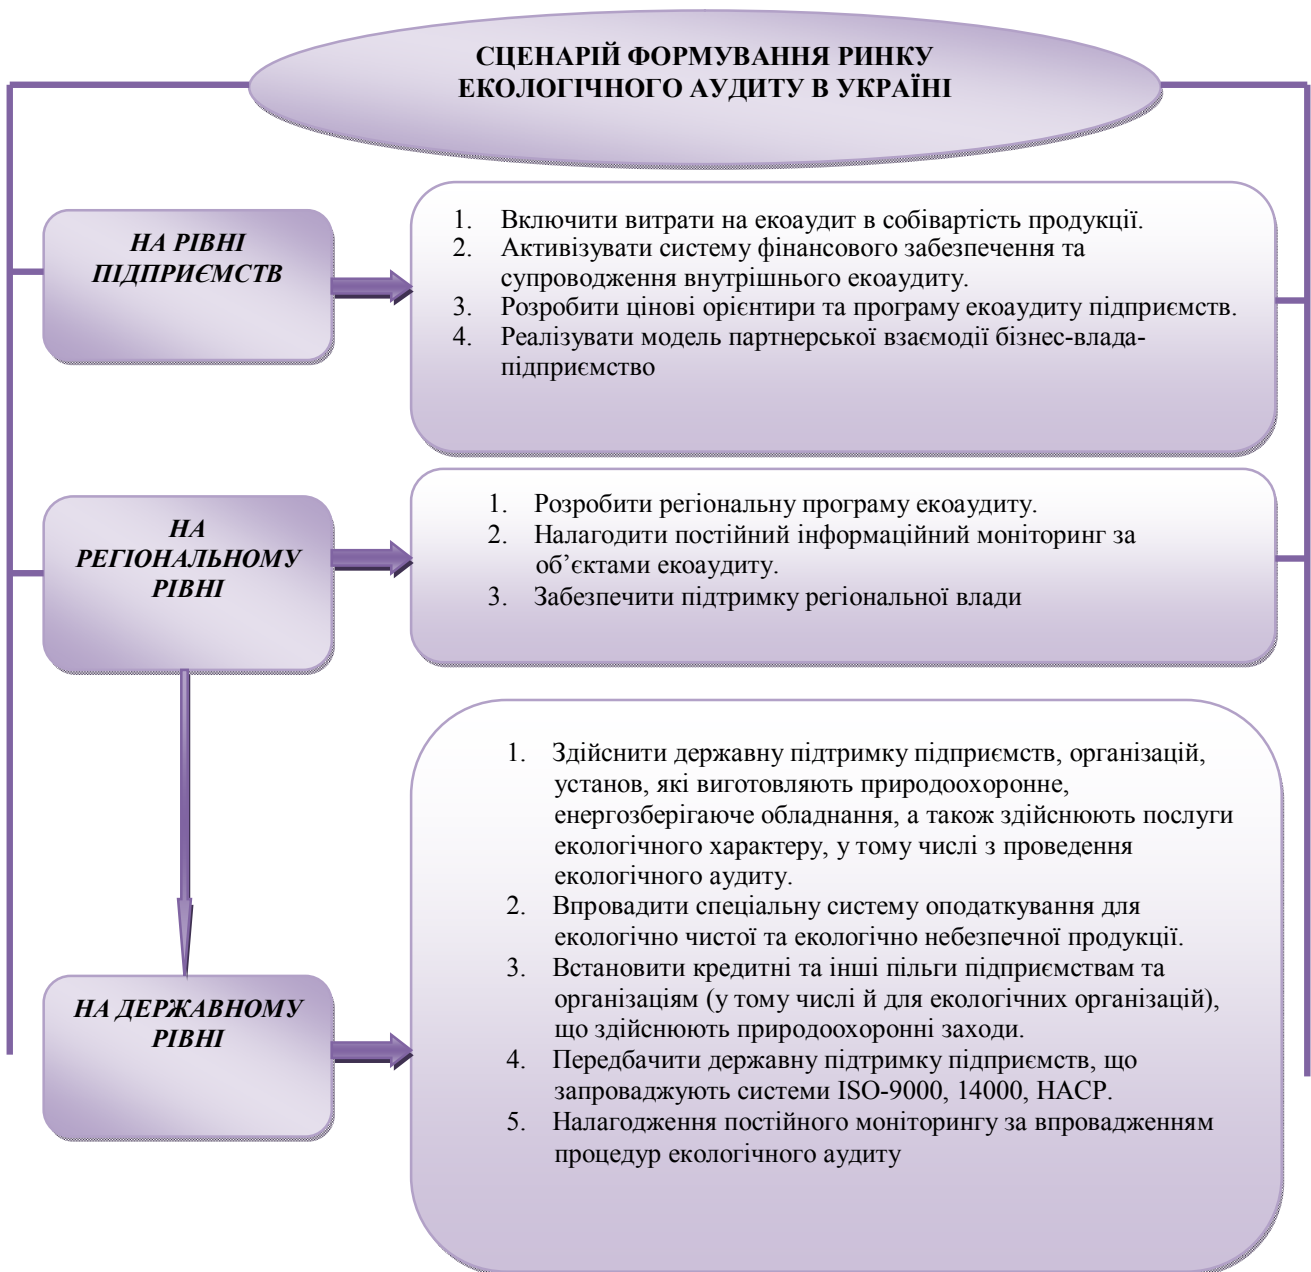 СЦЕНАРІЙ ФОРМУВАННЯ РИНКУ
ЕКОЛОГІЧНОГО АУДИТУ В УКРАЇНІ
НА РІВНІ
ПІДПРИЄМСТВ
1. Включити витрати на екоаудит в собівартість продукції.
2. Активізувати систему фінансового забезпечення та
супроводження внутрішнього екоаудиту.
3. Розробити цінові орієнтири та програму екоаудиту підприємств.
4. Реалізувати модель партнерської взаємодії бізнес-влада-
підприємство
НА
РЕГІОНАЛЬНОМУ
РІВНІ
1. Розробити регіональну програму екоаудиту.
2. Налагодити постійний інформаційний моніторинг за
об’єктами екоаудиту.
3. Забезпечити підтримку регіональної влади
НА ДЕРЖАВНОМУ
РІВНІ
1. Здійснити державну підтримку підприємств, організацій,
установ, які виготовляють природоохоронне,
енергозберігаюче обладнання, а також здійснюють послуги
екологічного характеру, у тому числі з проведення
екологічного аудиту.
2. Впровадити спеціальну систему оподаткування для
екологічно чистої та екологічно небезпечної продукції.
3. Встановити кредитні та інші пільги підприємствам та
організаціям (у тому числі й для екологічних організацій),
що здійснюють природоохоронні заходи.
4. Передбачити державну підтримку підприємств, що
запроваджують системи ISO-9000, 14000, НАСР.
5. Налагодження постійного моніторингу за впровадженням
процедур екологічного аудиту